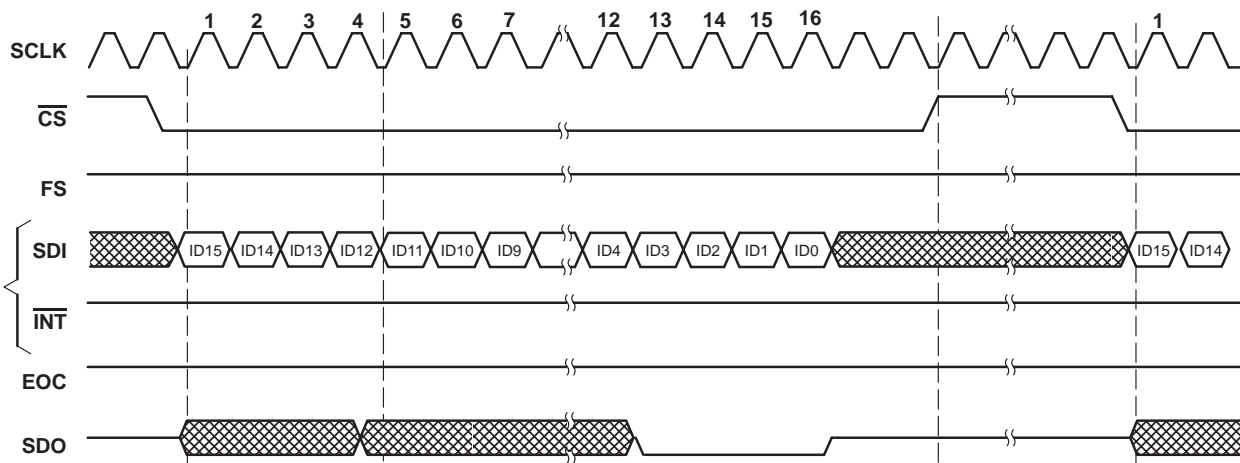 1 2 3 4 5 6 7 12 13 14 15 16 1
SCLK
CS
FS
SDI ID15 ID14 ID13 ID12 ID11 ID10 ID9 ID4 ID3 ID2 ID1 ID0 ID15 ID14
INT
EOC
SDO